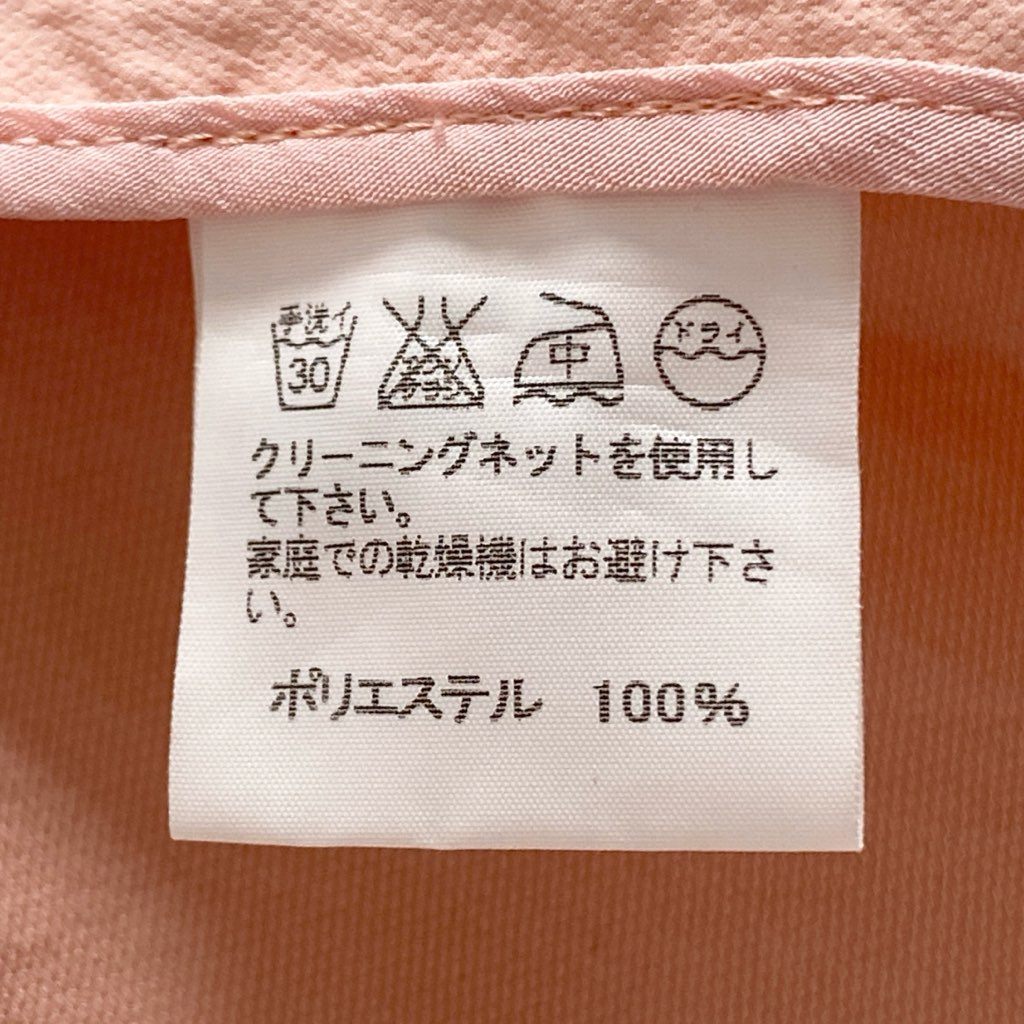 手洗イ
30
中
ドライ
クリーニングネットを使用し
て下さい。
家庭での乾燥機はお避け下さ
い。
ポリエステル 100%